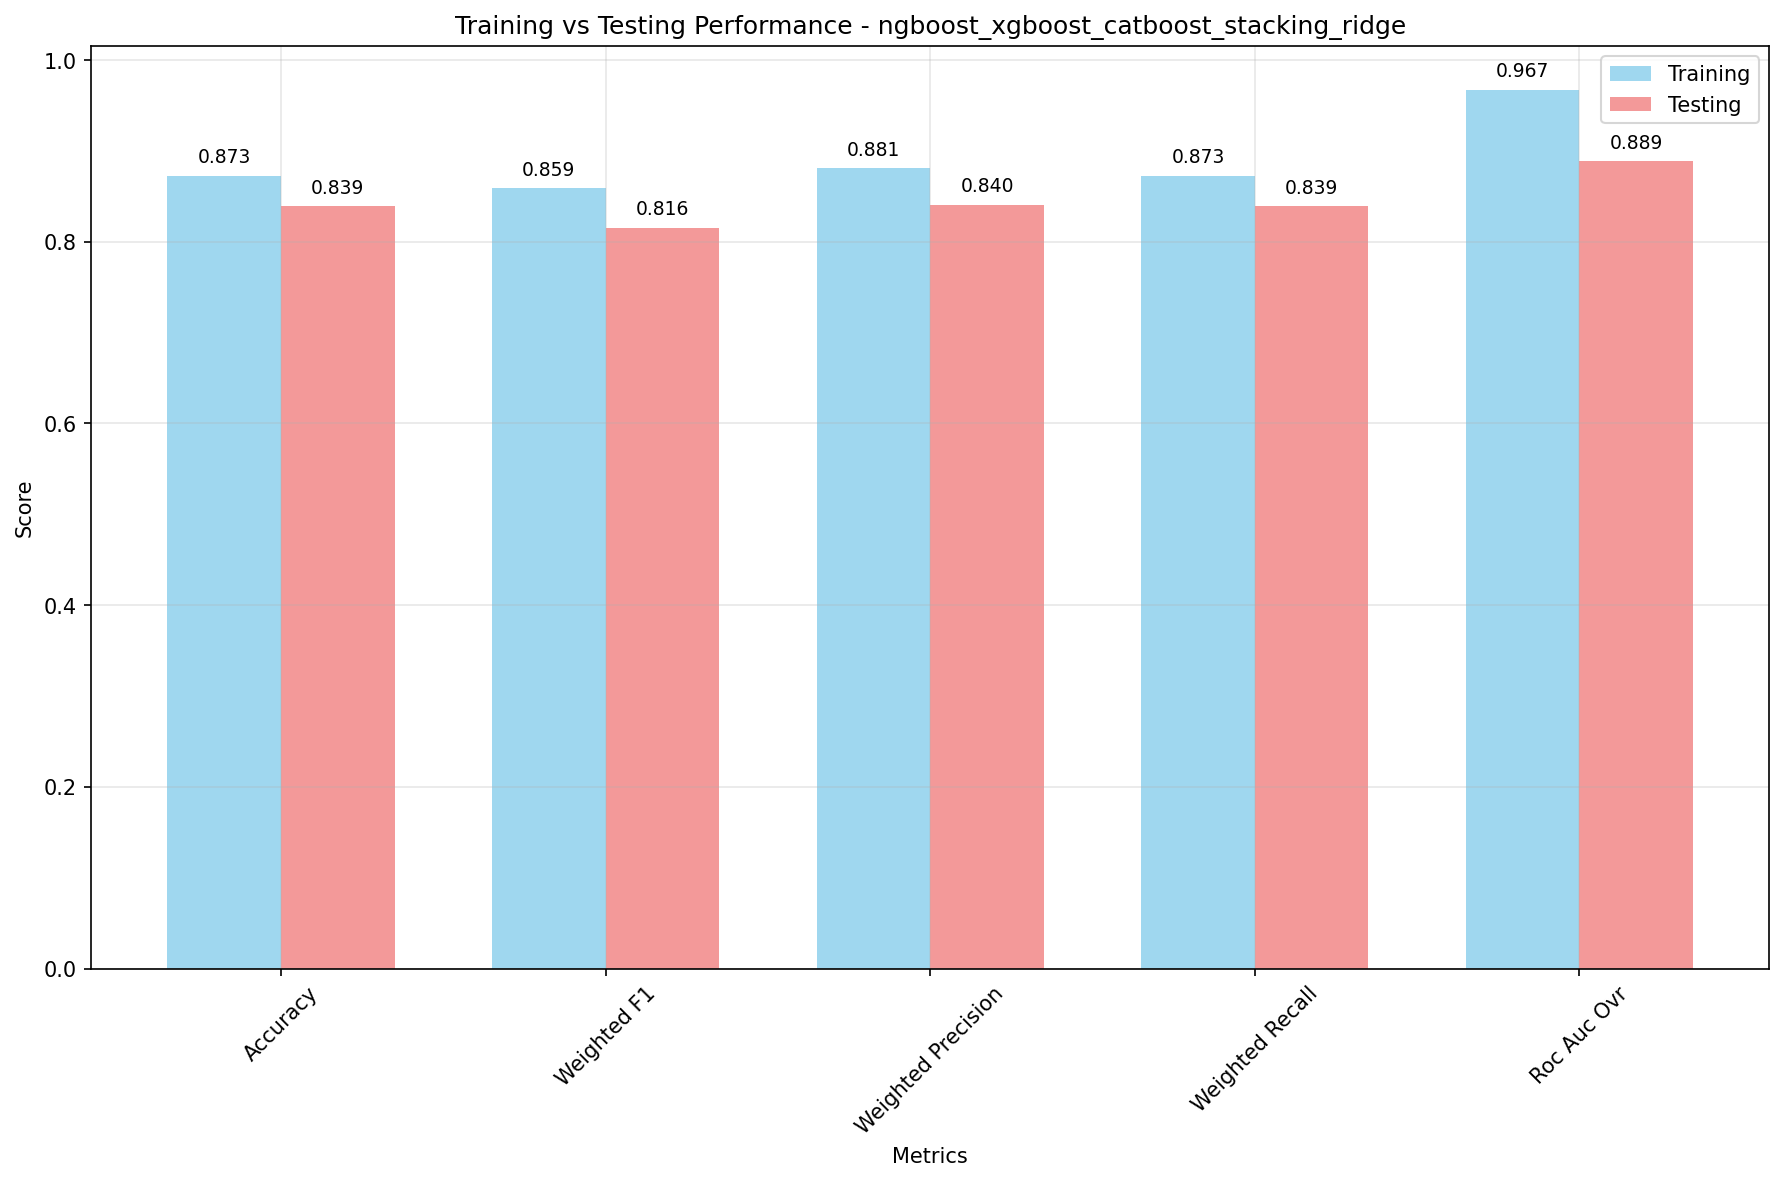 Training vs Testing Performance - ngboost_xgboost_catboost_stacking_ridge
Training
Testing
1.0
0.8
0.6
0.4
0.2
0.0
Score
0.873
0.839
0.859
0.816
0.881
0.840
0.873
0.839
0.967
0.889
Accuracy
Weighted F1
Weighted Precision
Weighted Recall
Roc Auc Ovr
Metrics